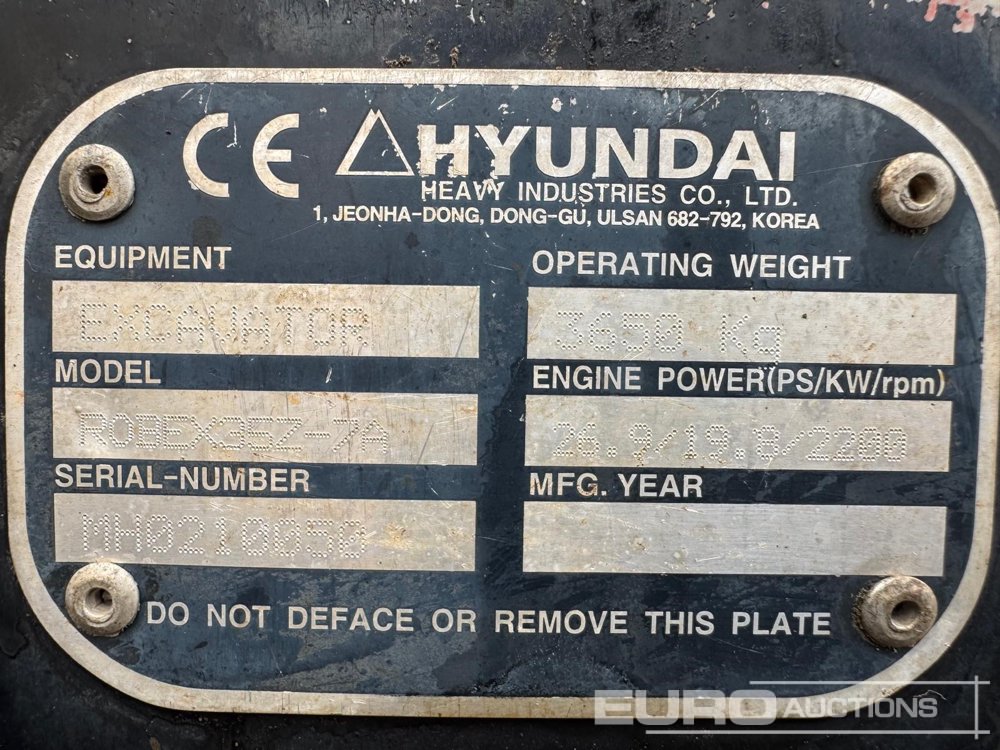 CE HYUNDAI
HEAVY INDUSTRIES CO., LTD.
1, JEONHA-DONG, DONG-GU, ULSAN 682-792, KOREA
EQUIPMENT
EXCAVATOR
MODEL
ROBEX35Z-7A
SERIAL-NUMBER
MH0210050
OPERATING WEIGHT
3650 Kg
ENGINE POWER(PS/KW/rpm)
26.9/19.8/2200
MFG. YEAR
DO NOT DEFACE OR REMOVE THIS PLATE
EURO AUCTIONS